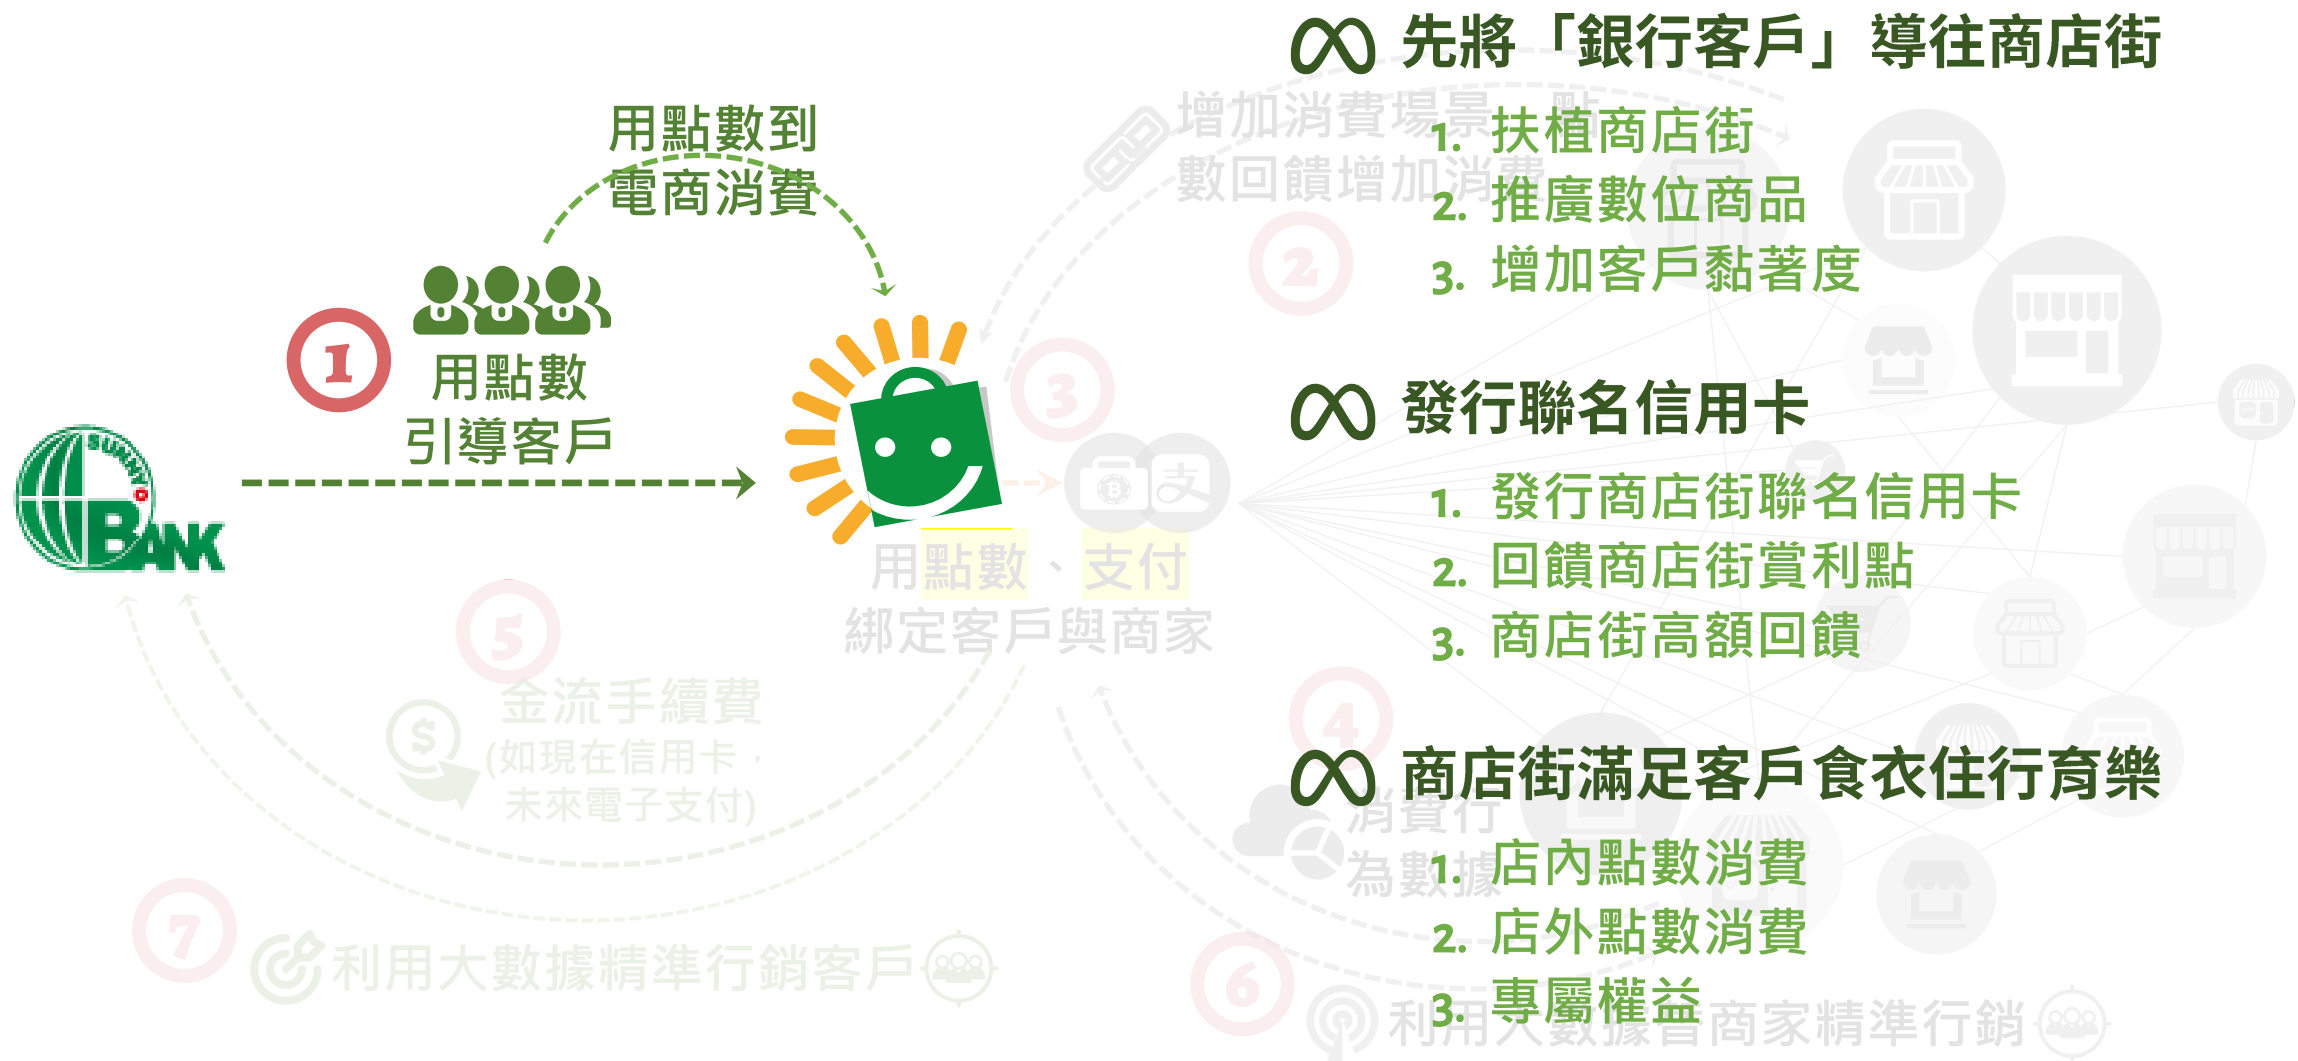 先將「銀行客戶」導往商店街
1. 扶植商店街
2. 推廣數位商品
3. 增加客戶黏著度
發行聯名信用卡
1. 發行商店街聯名信用卡
2. 回饋商店街賞利點
3. 商店街高額回饋
商店街滿足客戶食衣住行育樂
1. 店內點數消費
2. 店外點數消費
3. 專屬權益
用點數到
電商消費
1
用點數
引導客戶
SUNNY
BANK
增加消費場景、點
數回饋增加消費
2
3
支
用點數、支付
綁定客戶與商家
5
金流手續費
(如現在信用卡，
未來電子支付)
4
消費行
為數據
7
利用大數據精準行銷客戶
6
利用大數據替商家精準行銷